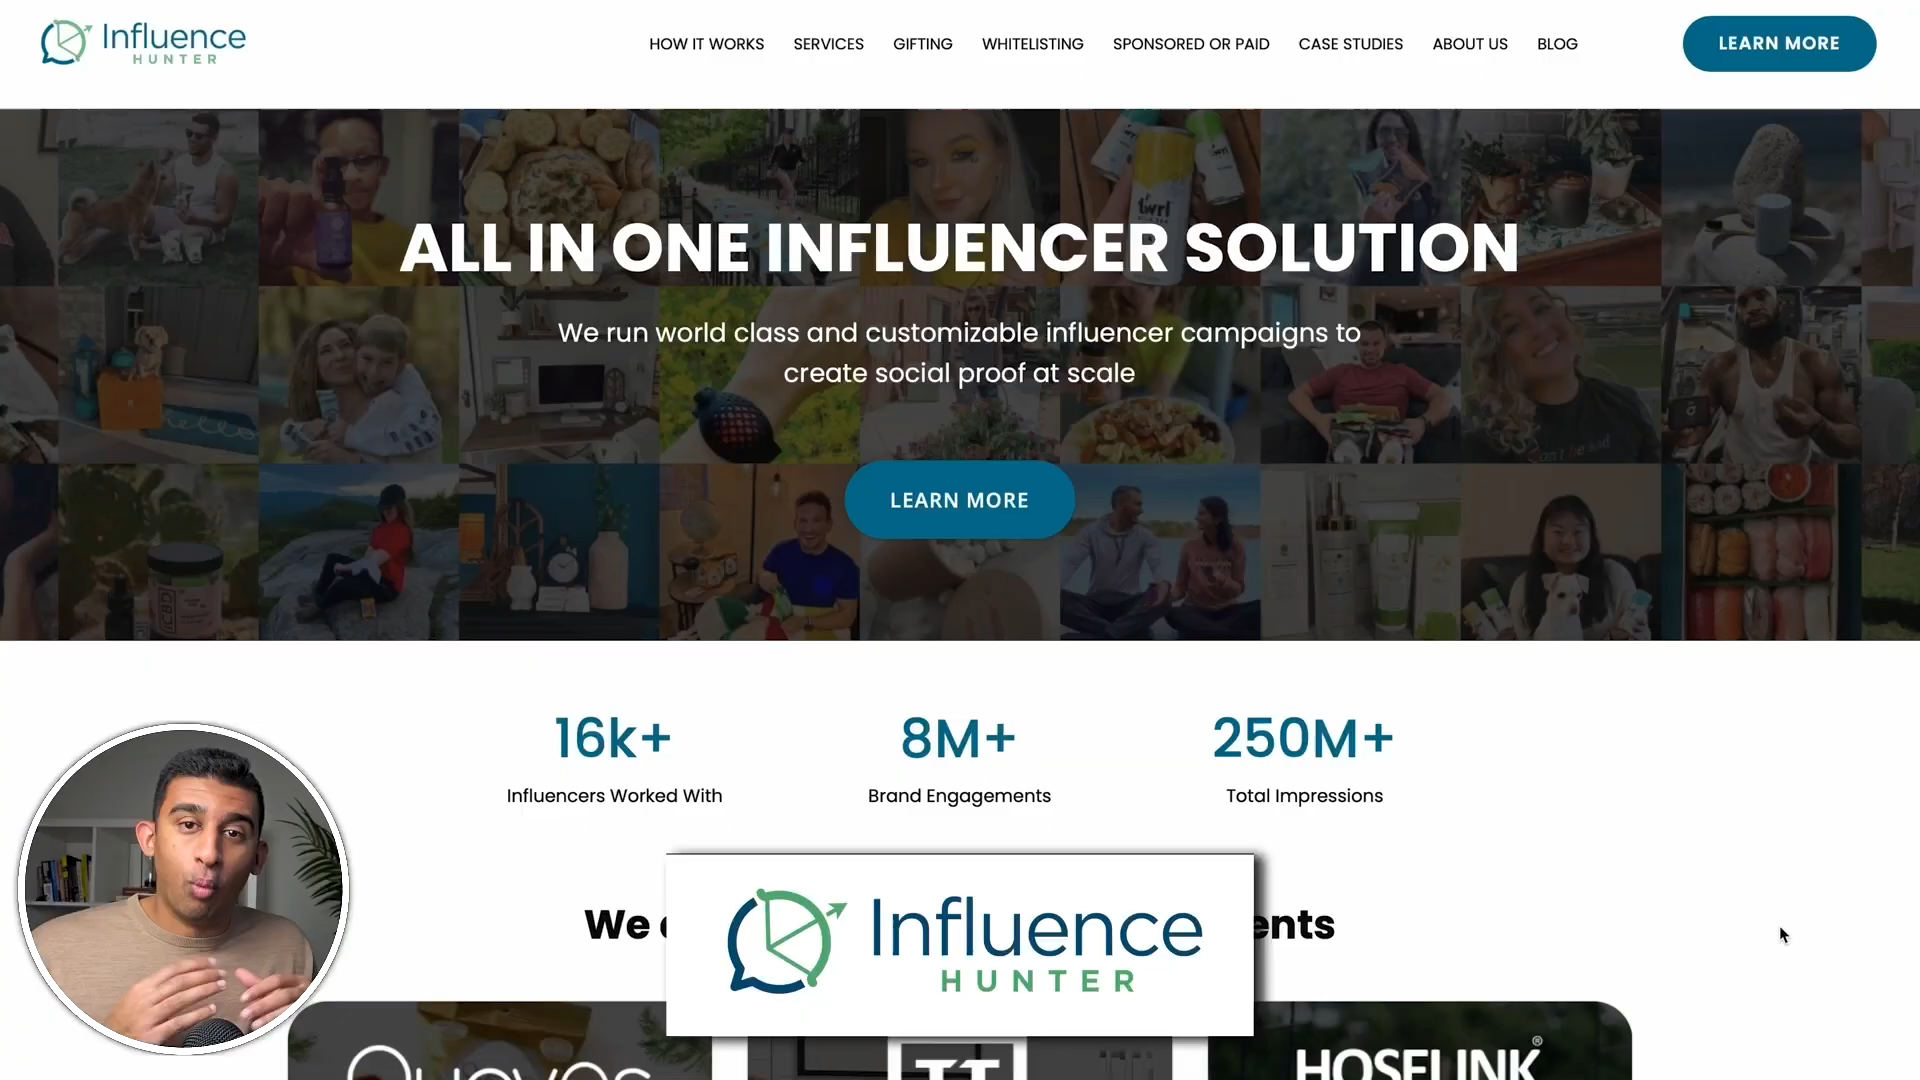 Influence
HUNTER
HOW IT WORKS
SERVICES
GIFTING
WHITELISTING
SPONSORED OR PAID
CASE STUDIES
ABOUT US
BLOG
LEARN MORE
twrl
ALL IN ONE INFLUENCER SOLUTION
We run world class and customizable influencer campaigns to
create social proof at scale
hello
LEARN MORE
16k+
Influencers Worked With
8M+
Brand Engagements
250M+
Total Impressions
We
ents
Influence
HUNTER
HOSELINK®